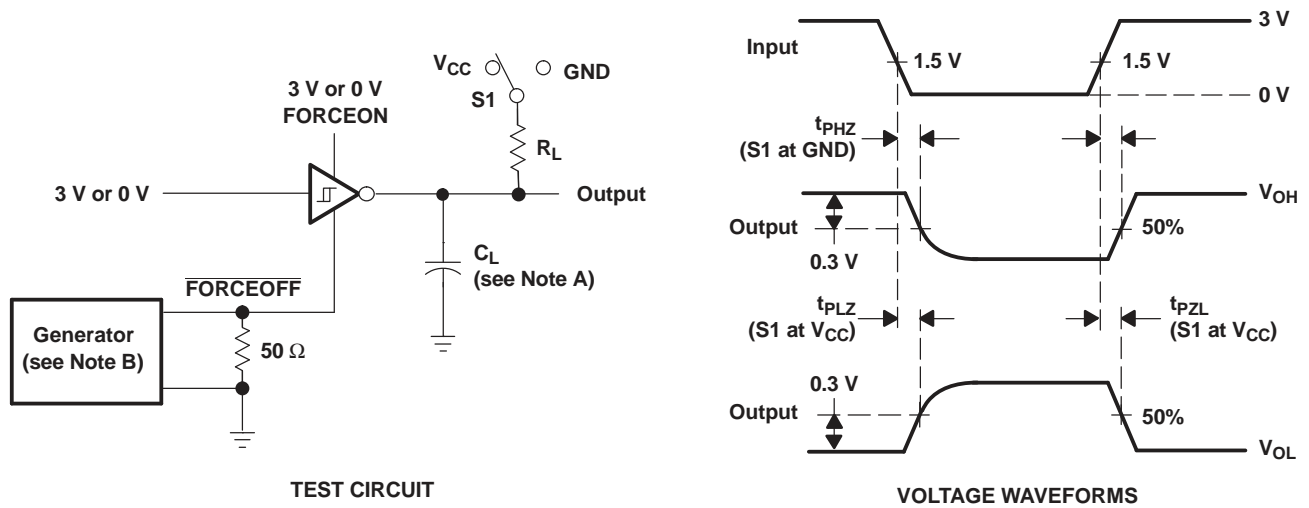 3 V or 0 V
FORCEON
VCC
GND
S1
RL
3 V or 0 V
Output
CL
(see Note A)
FORCEOFF
Generator
(see Note B)
50 Ω
TEST CIRCUIT
Input
3 V
1.5 V
1.5 V
0 V
tPHZ
(S1 at GND)
VOH
Output
50%
0.3 V
tPLZ
(S1 at VCC)
tPZL
(S1 at VCC)
0.3 V
Output
50%
VOL
VOLTAGE WAVEFORMS